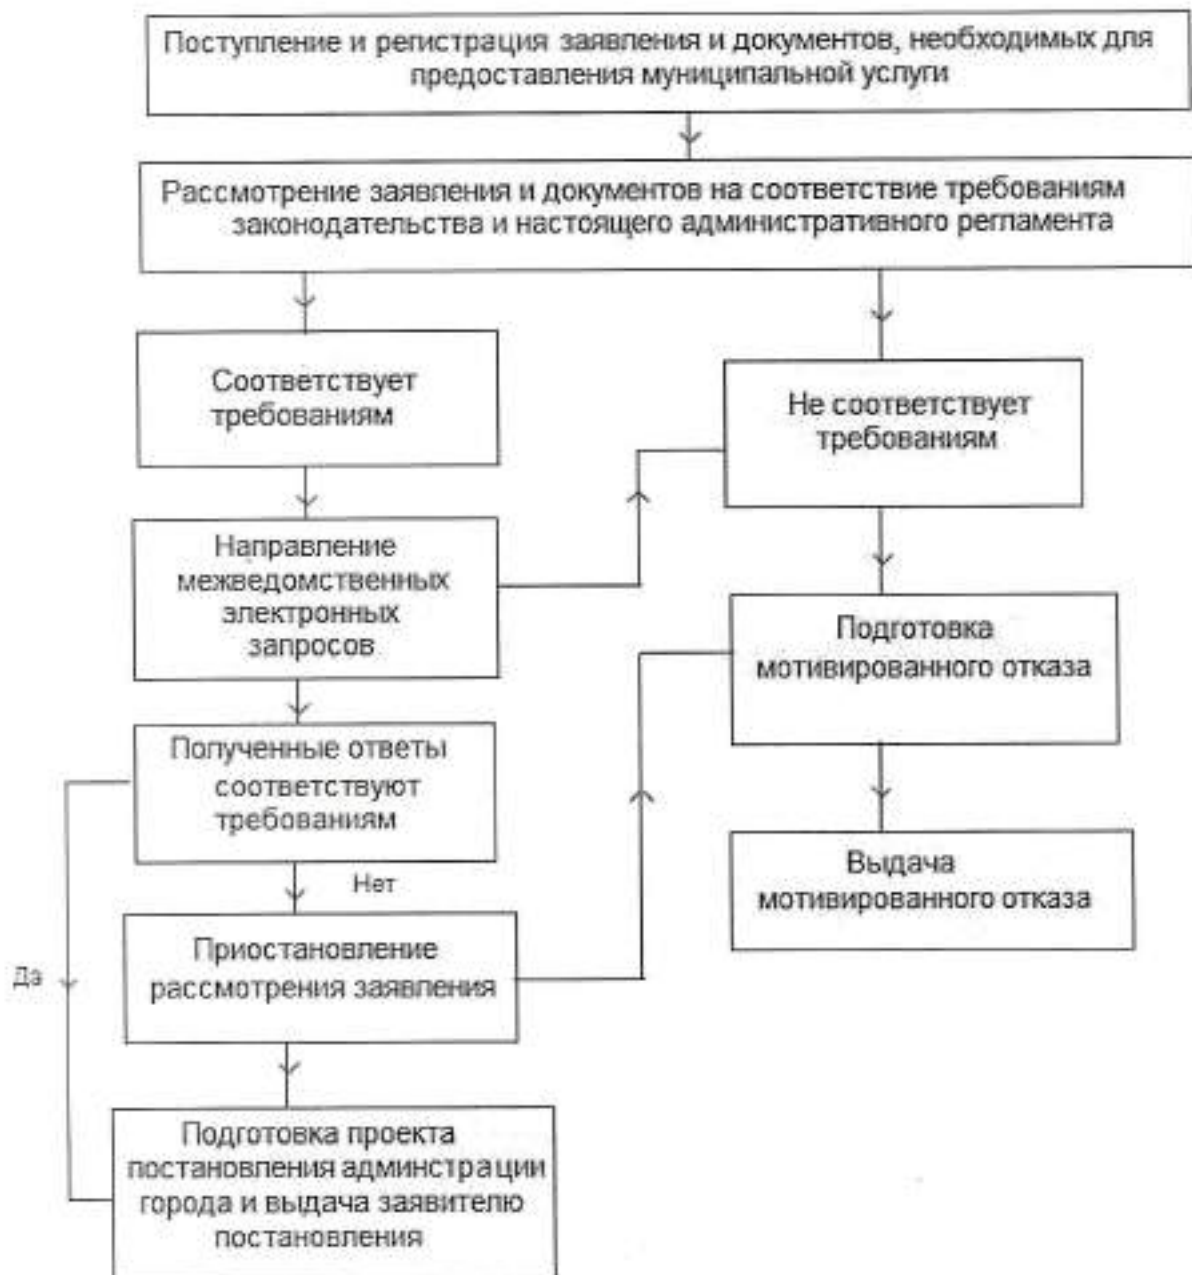 Поступление и регистрация заявления и документов, необходимых для
предоставления муниципальной услуги
Рассмотрение заявления и документов на соответствие требованиям
законодательства и настоящего административного регламента
Соответствует
требованиям
Не соответствует
требованиям
Направление
межведомственных
электронных
запросов
Подготовка
мотивированного отказа
Полученные ответы
соответствуют
требованиям
Выдача
мотивированного отказа
Нет
Приостановление
рассмотрения заявления
Да
Подготовка проекта
постановления админстрации
города и выдача заявителю
постановления